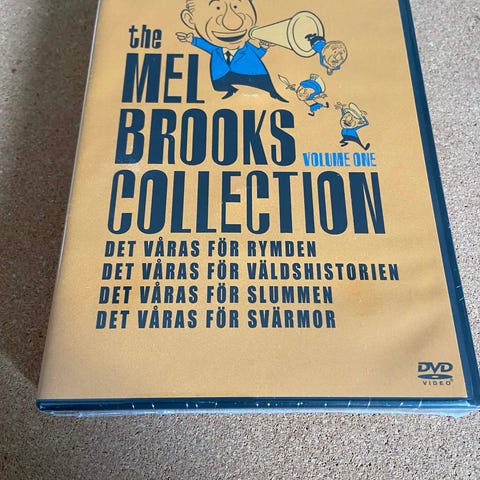 the
MEL
BROOKS
VOLUME ONE
COLLECTION
DET VÅRAS FÖR RYMDEN
DET VÅRAS FÖR VÄLDSHISTORIEN
DET VÅRAS FÖR SLUMMEN
DET VÅRAS FÖR SVÄRMOR
DVD
VIDEO